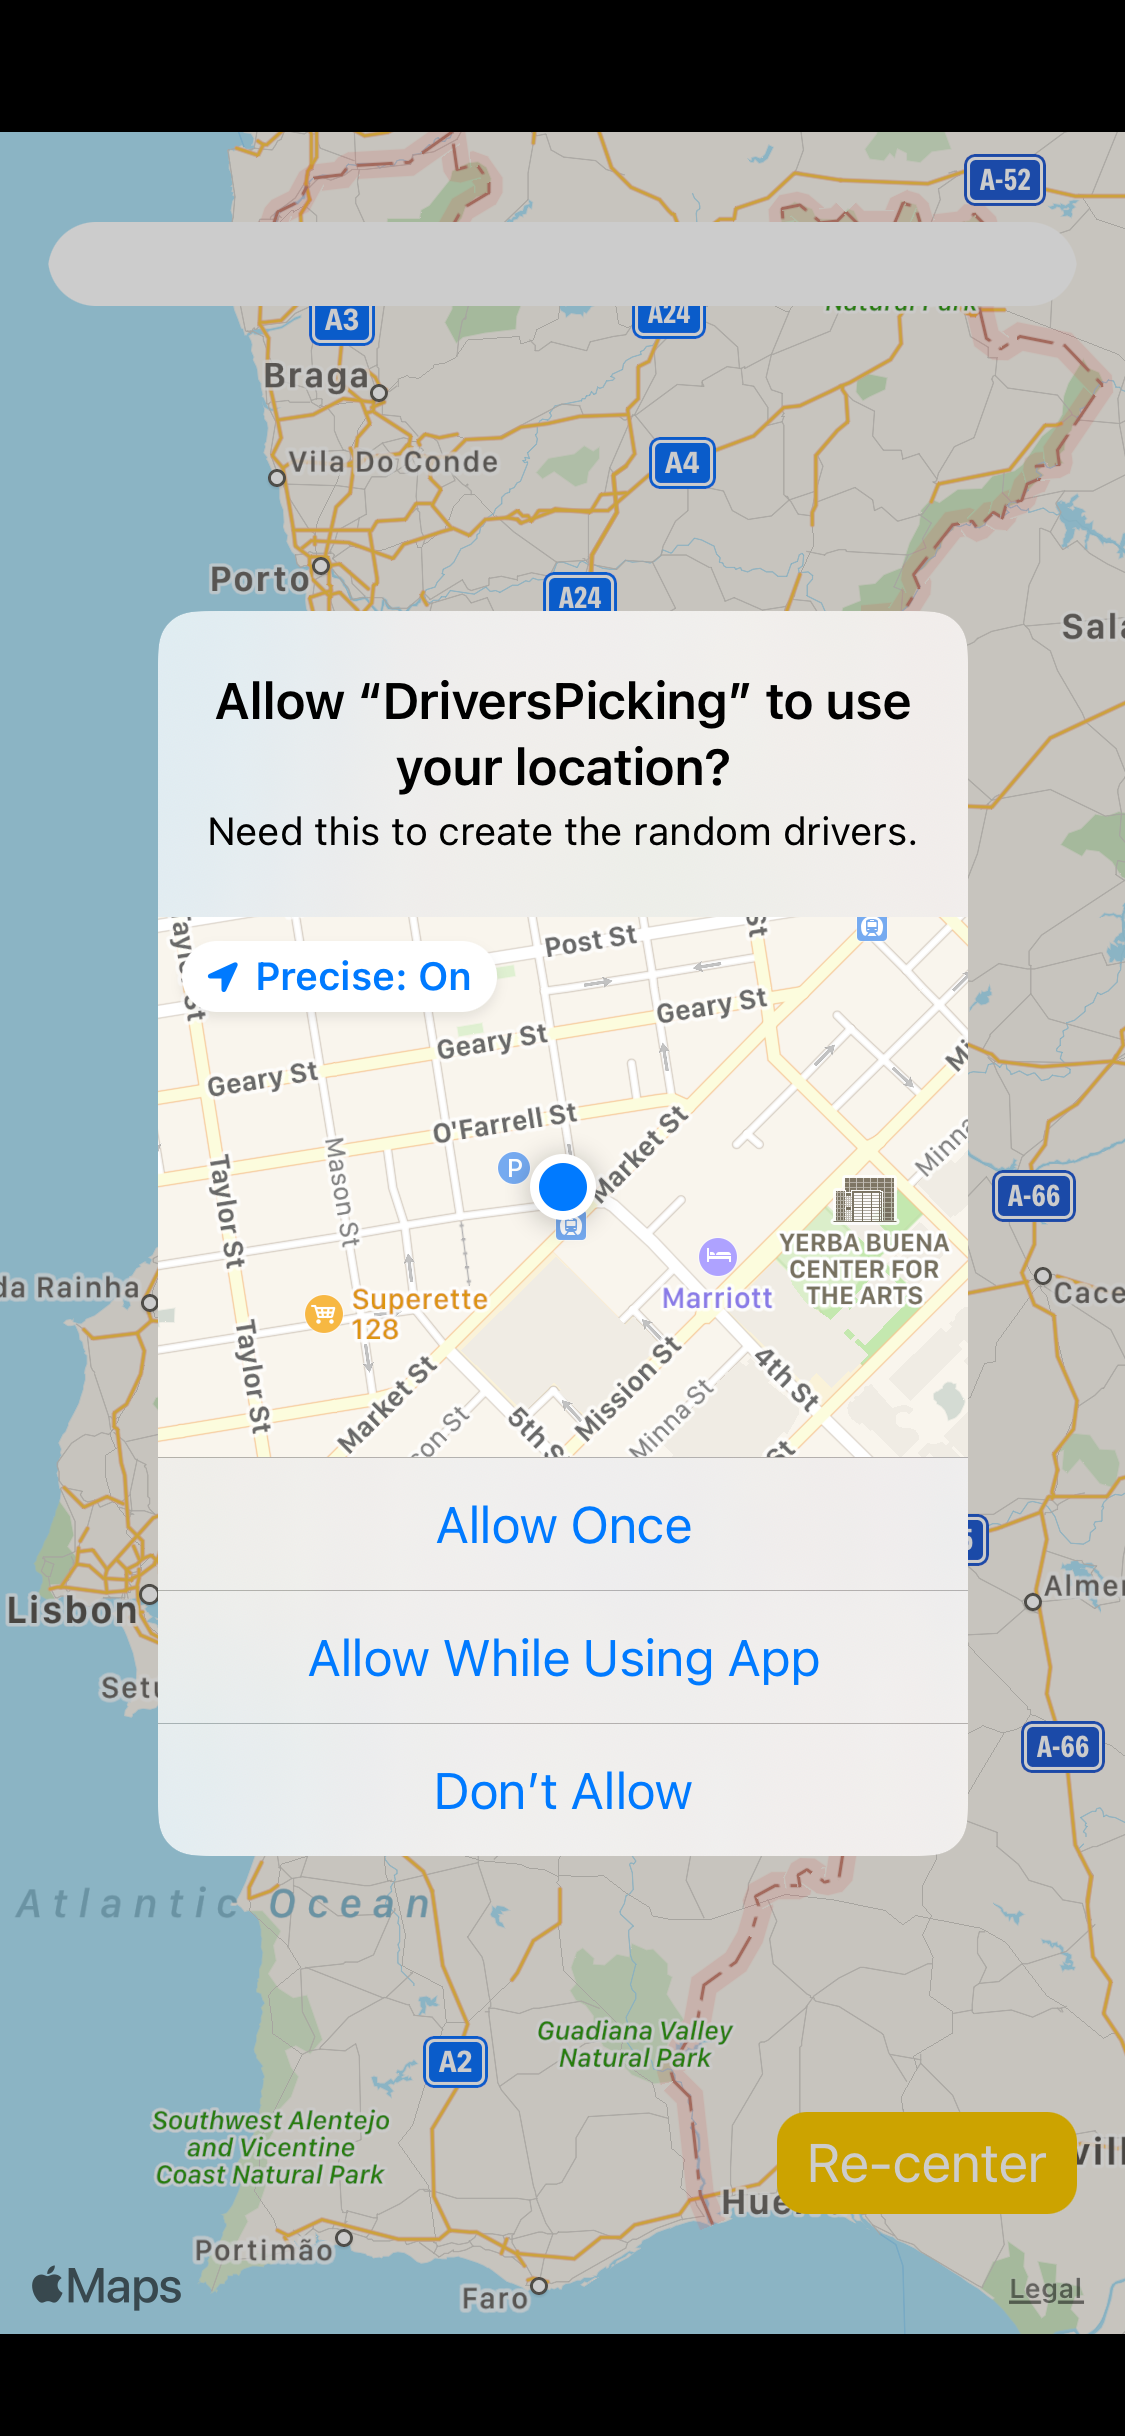 A-52
Natural Park
A3
A24
Braga
A4
Vila Do Conde
Porto
A24
Allow “DriversPicking” to use
your location?
Need this to create the random drivers.
Post St
Precise: On
Geary St
Geary St
Geary St
O'Farrell St
Market St
Minna
Mason St
Taylor St
P
A-66
YERBA BUENA
CENTER FOR
THE ARTS
da Rainha
Marriott
Superette
128
Taylor St
Market St
Mission St
4th St
5th S
Minna St
son St
St
Allow Once
Lisbon
Allow While Using App
A-66
Don’t Allow
Atlantic Ocean
Guadiana Valley
Natural Park
A2
Southwest Alentejo
and Vicentine
Coast Natural Park
Re-center
Portimão
Faro
Maps
Legal